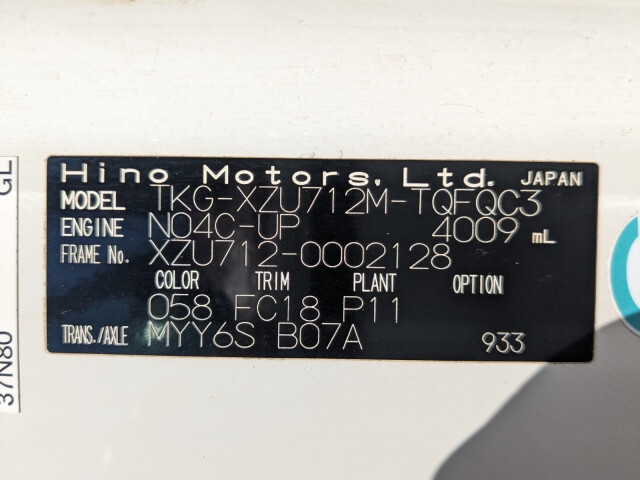 Hino Motors, Ltd. JAPAN
MODEL TKG-XZU712M-TQFQC3
ENGINE N04C-UP 4009 mL
FRAME No. XZU712-0002128
COLOR TRIM PLANT OPTION
058 FC18 P11
TRANS./AXLE MYY6S B07A 933
37N80
GL